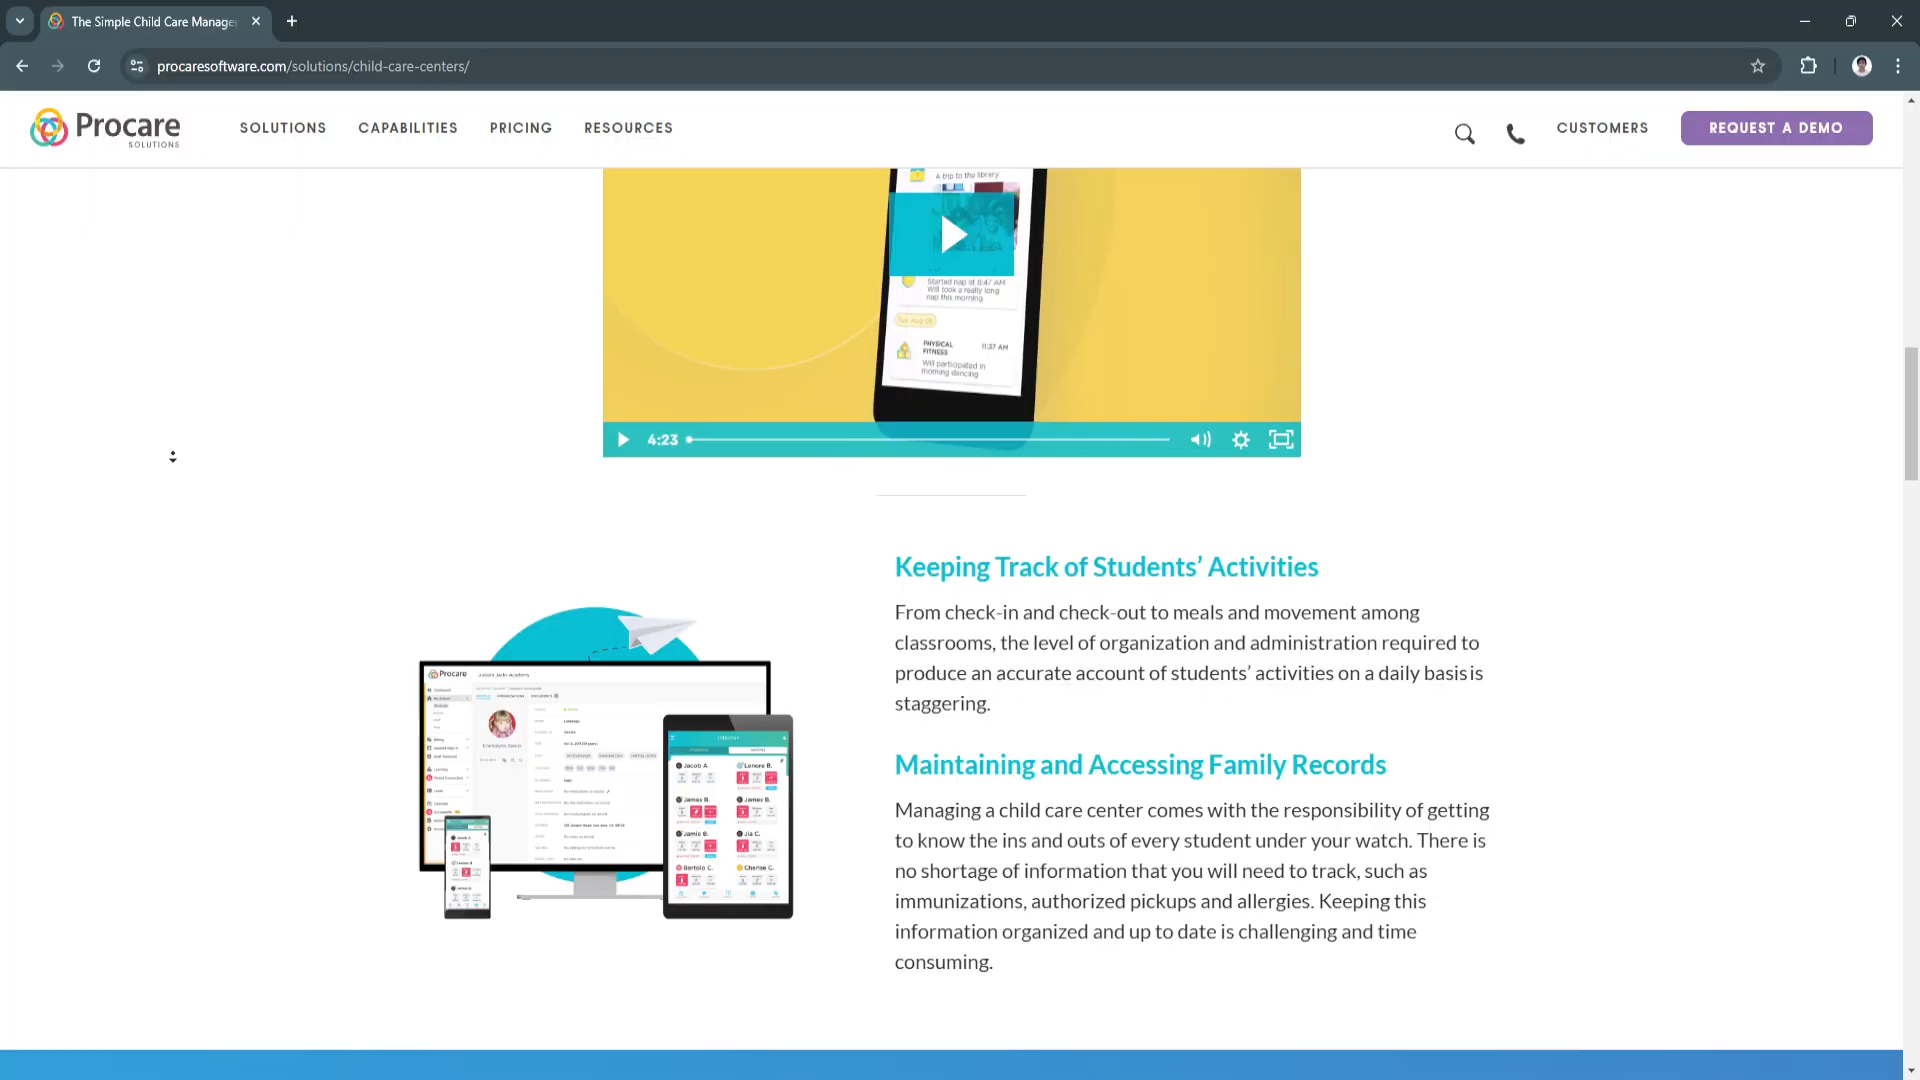 The Simple Child Care Manage
procaresoftware.com/solutions/child-care-centers/
Procare
SOLUTIONS
SOLUTIONS
CAPABILITIES
PRICING
RESOURCES
CUSTOMERS
REQUEST A DEMO
A trip to the library
Started nap at 8:47 AM
Will took a really long
nap this morning
PHYSICAL
FITNESS
11:37 AM
Will participated in
morning dancing
4:23
Keeping Track of Students’ Activities
From check-in and check-out to meals and movement among
classrooms, the level of organization and administration required to
produce an accurate account of students’ activities on a daily basis is
staggering.
Maintaining and Accessing Family Records
Managing a child care center comes with the responsibility of getting
to know the ins and outs of every student under your watch. There is
no shortage of information that you will need to track, such as
immunizations, authorized pickups and allergies. Keeping this
information organized and up to date is challenging and time
consuming.
Procare
Jacob A.
Lenore B.
James B.
James B.
Jamie B.
Jia C.
Bartolo C.
Cherize C.